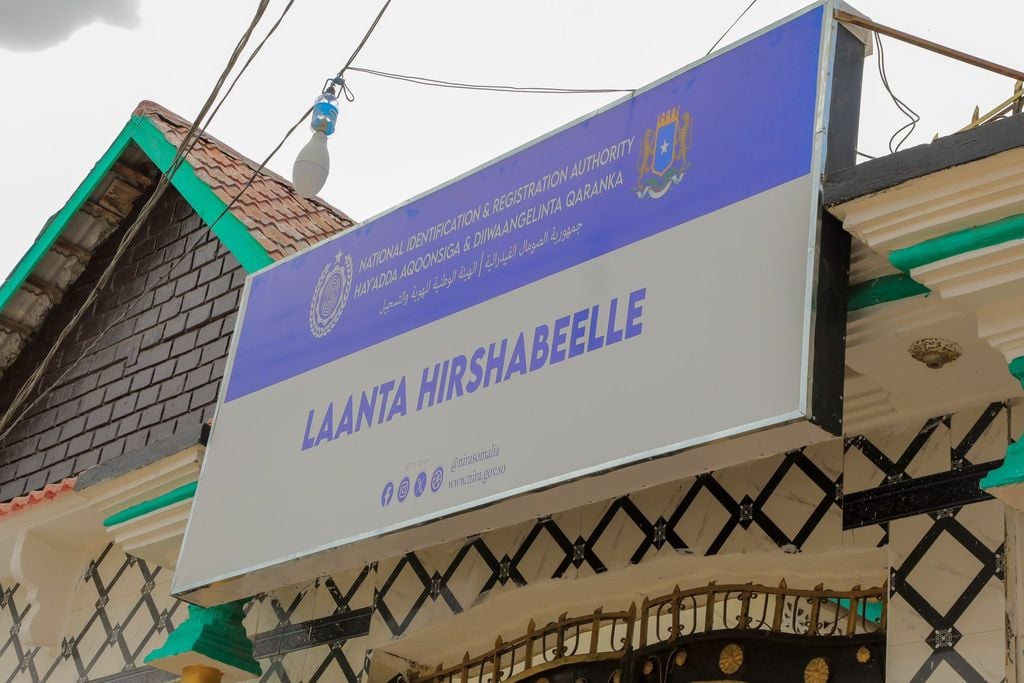 NATIONAL IDENTIFICATION & REGISTRATION AUTHORITY
HAY'ADDA AQOONSIGA & DIIWAANGELINTA QARANKA
جمهورية الصومال الفيدرالية | الهيئة الوطنية للهوية والتسجيل
LAANTA HIRSHABEELLE
@nirasomalia
www.nira.gov.so